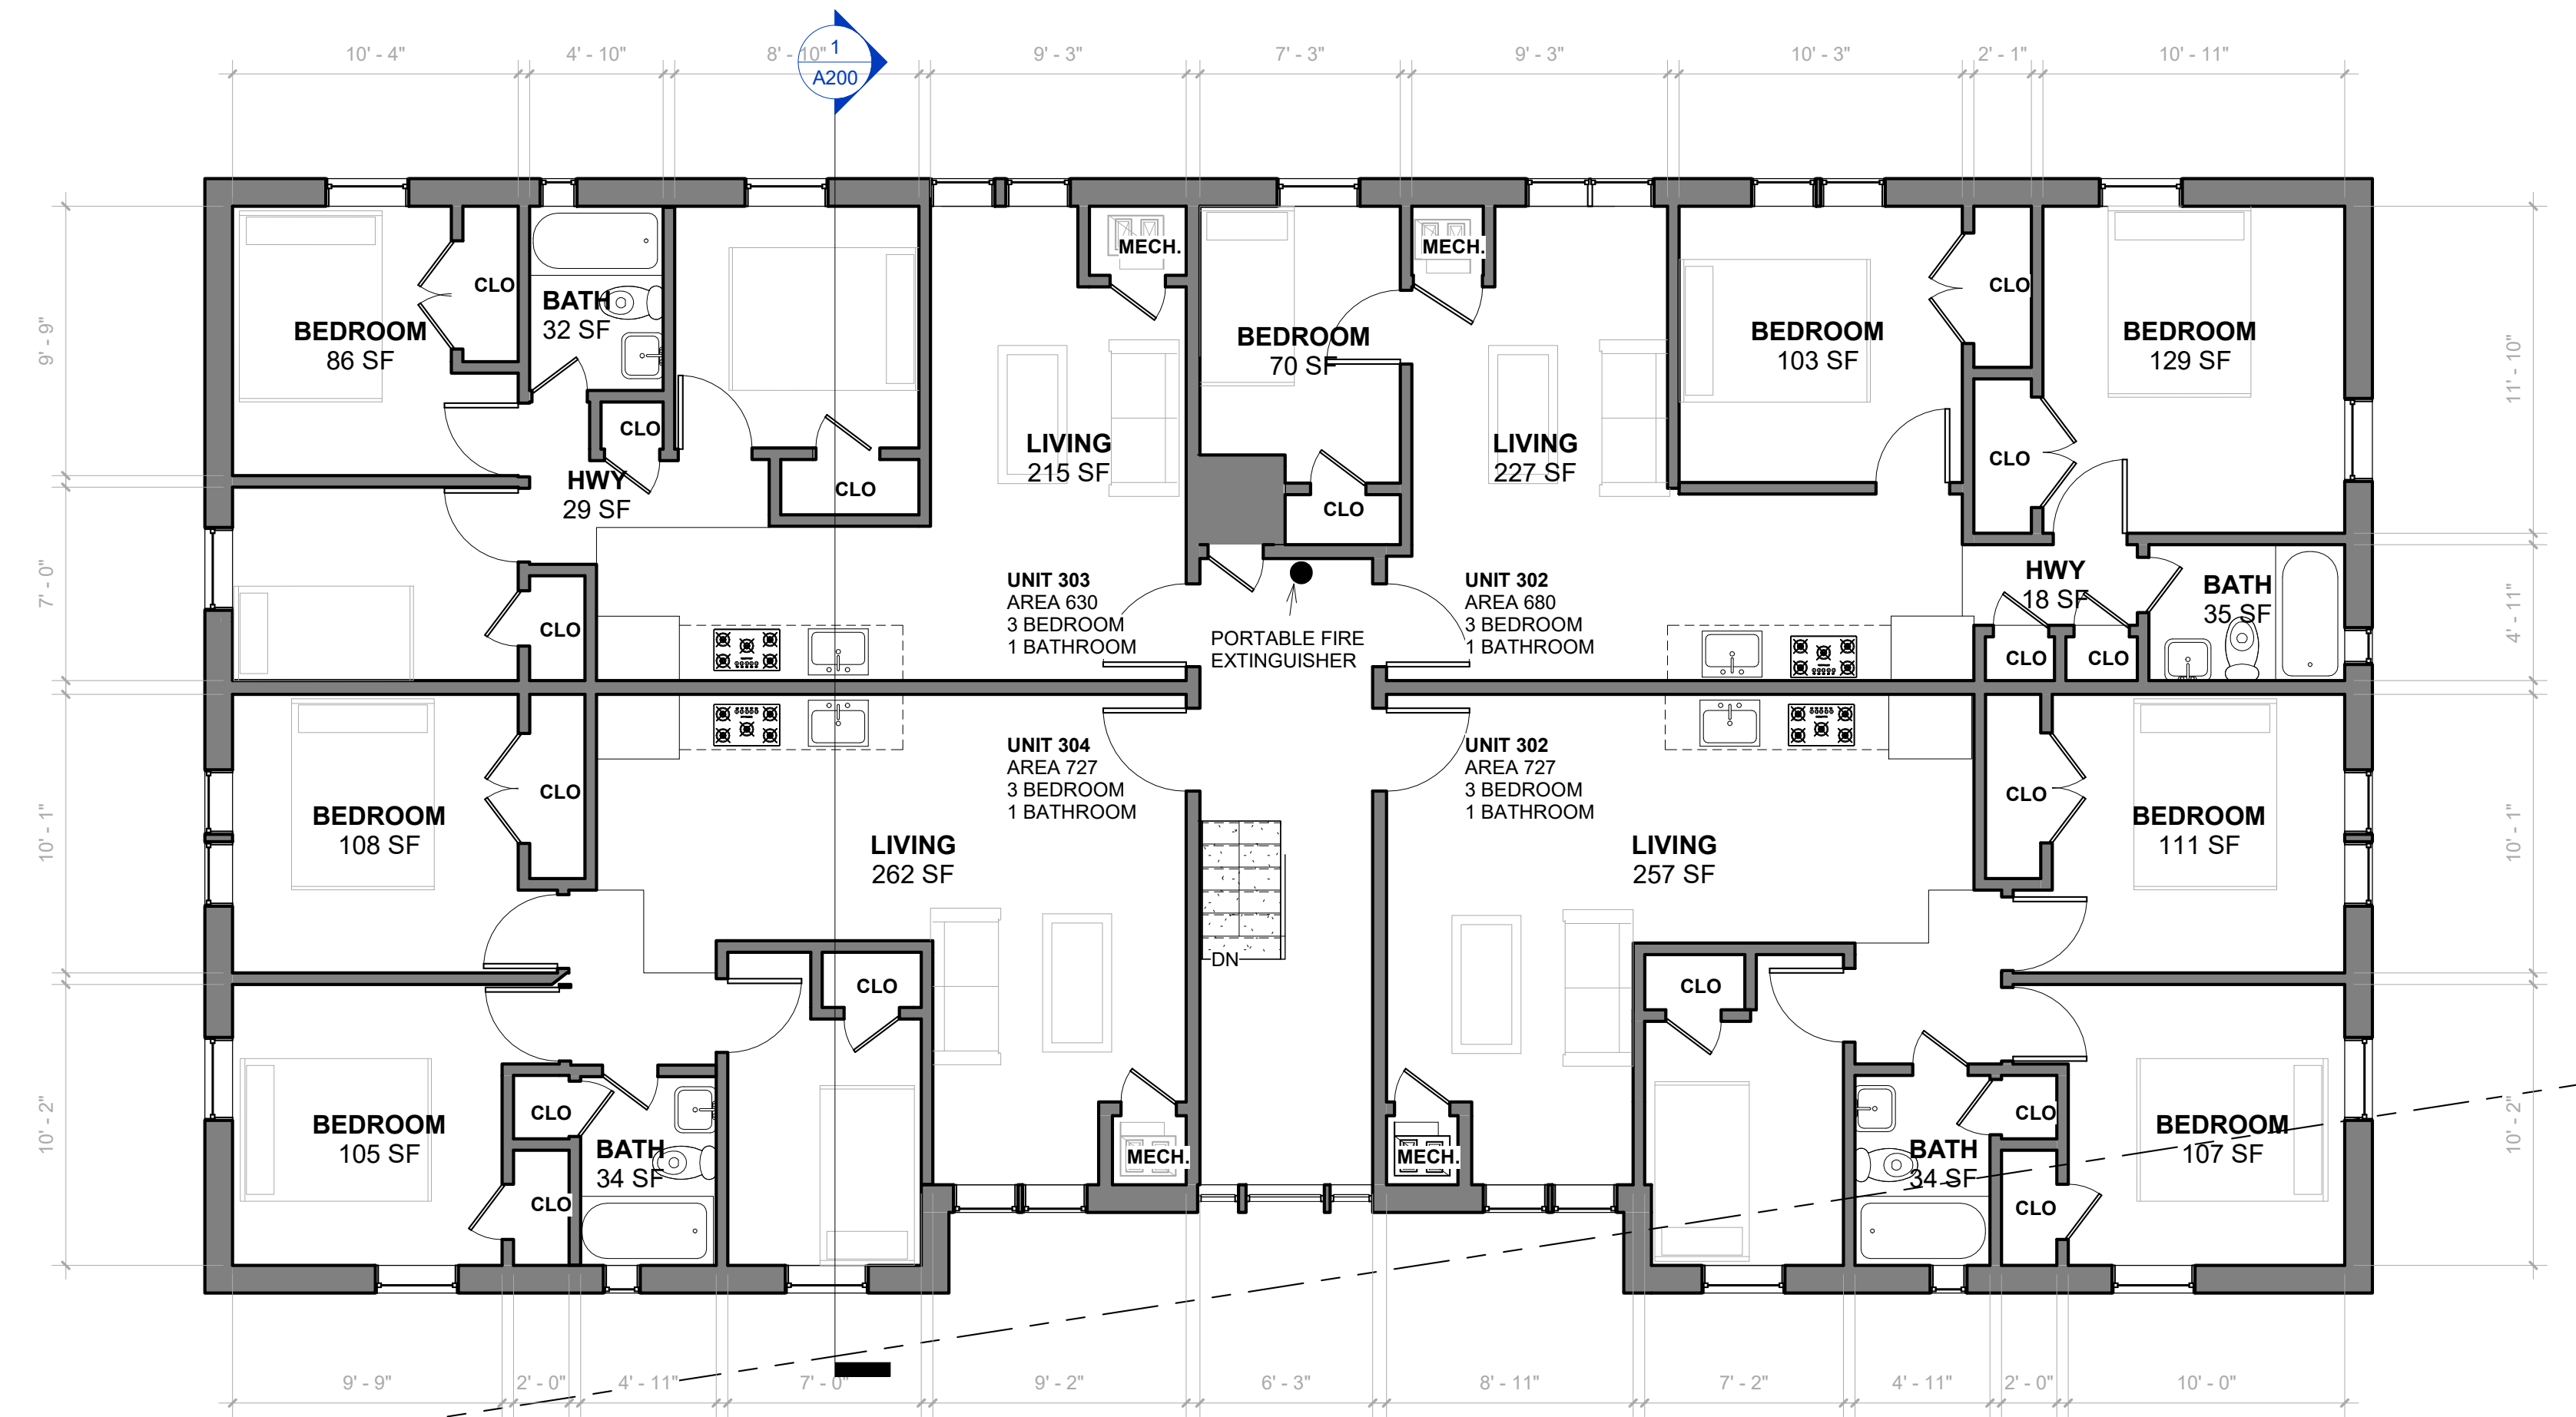 10' - 4"
4' - 10"
8' - 10"
1
A200
9' - 3"
7' - 3"
9' - 3"
10' - 3"
2' - 1"
10' - 11"
9' - 9"
7' - 0"
10' - 1"
10' - 2"
BEDROOM
86 SF
CLO
BATH
32 SF
CLO
HWY
29 SF
CLO
CLO
MECH.
LIVING
215 SF
BEDROOM
70 SF
CLO
MECH.
LIVING
227 SF
BEDROOM
103 SF
CLO
CLO
BEDROOM
129 SF
HWY
18 SF
BATH
35 SF
CLO
CLO
UNIT 303
AREA 630
3 BEDROOM
1 BATHROOM
PORTABLE FIRE
EXTINGUISHER
UNIT 302
AREA 680
3 BEDROOM
1 BATHROOM
BEDROOM
108 SF
CLO
UNIT 304
AREA 727
3 BEDROOM
1 BATHROOM
LIVING
262 SF
UNIT 302
AREA 727
3 BEDROOM
1 BATHROOM
LIVING
257 SF
CLO
BEDROOM
111 SF
DN
CLO
CLO
BEDROOM
105 SF
CLO
CLO
BATH
34 SF
MECH.
MECH.
BATH
34 SF
CLO
CLO
BEDROOM
107 SF
11' - 10"
4' - 11"
10' - 1"
10' - 2"
9' - 9"
2' - 0"
4' - 11"
7' - 0"
9' - 2"
6' - 3"
8' - 11"
7' - 2"
4' - 11"
2' - 0"
10' - 0"